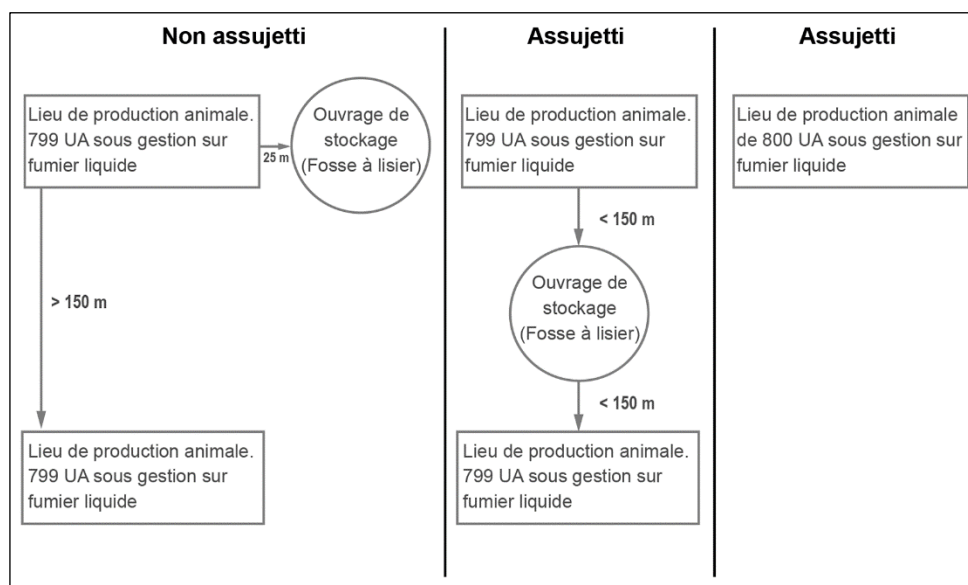 Non assujetti
Lieu de production animale.
799 UA sous gestion sur
fumier liquide
25 m
Ouvrage de
stockage
(Fosse à lisier)
> 150 m
Lieu de production animale.
799 UA sous gestion sur
fumier liquide
Assujetti
Lieu de production animale.
799 UA sous gestion sur
fumier liquide
< 150 m
Ouvrage de
stockage
(Fosse à lisier)
< 150 m
Lieu de production animale.
799 UA sous gestion sur
fumier liquide
Assujetti
Lieu de production animale
de 800 UA sous gestion sur
fumier liquide